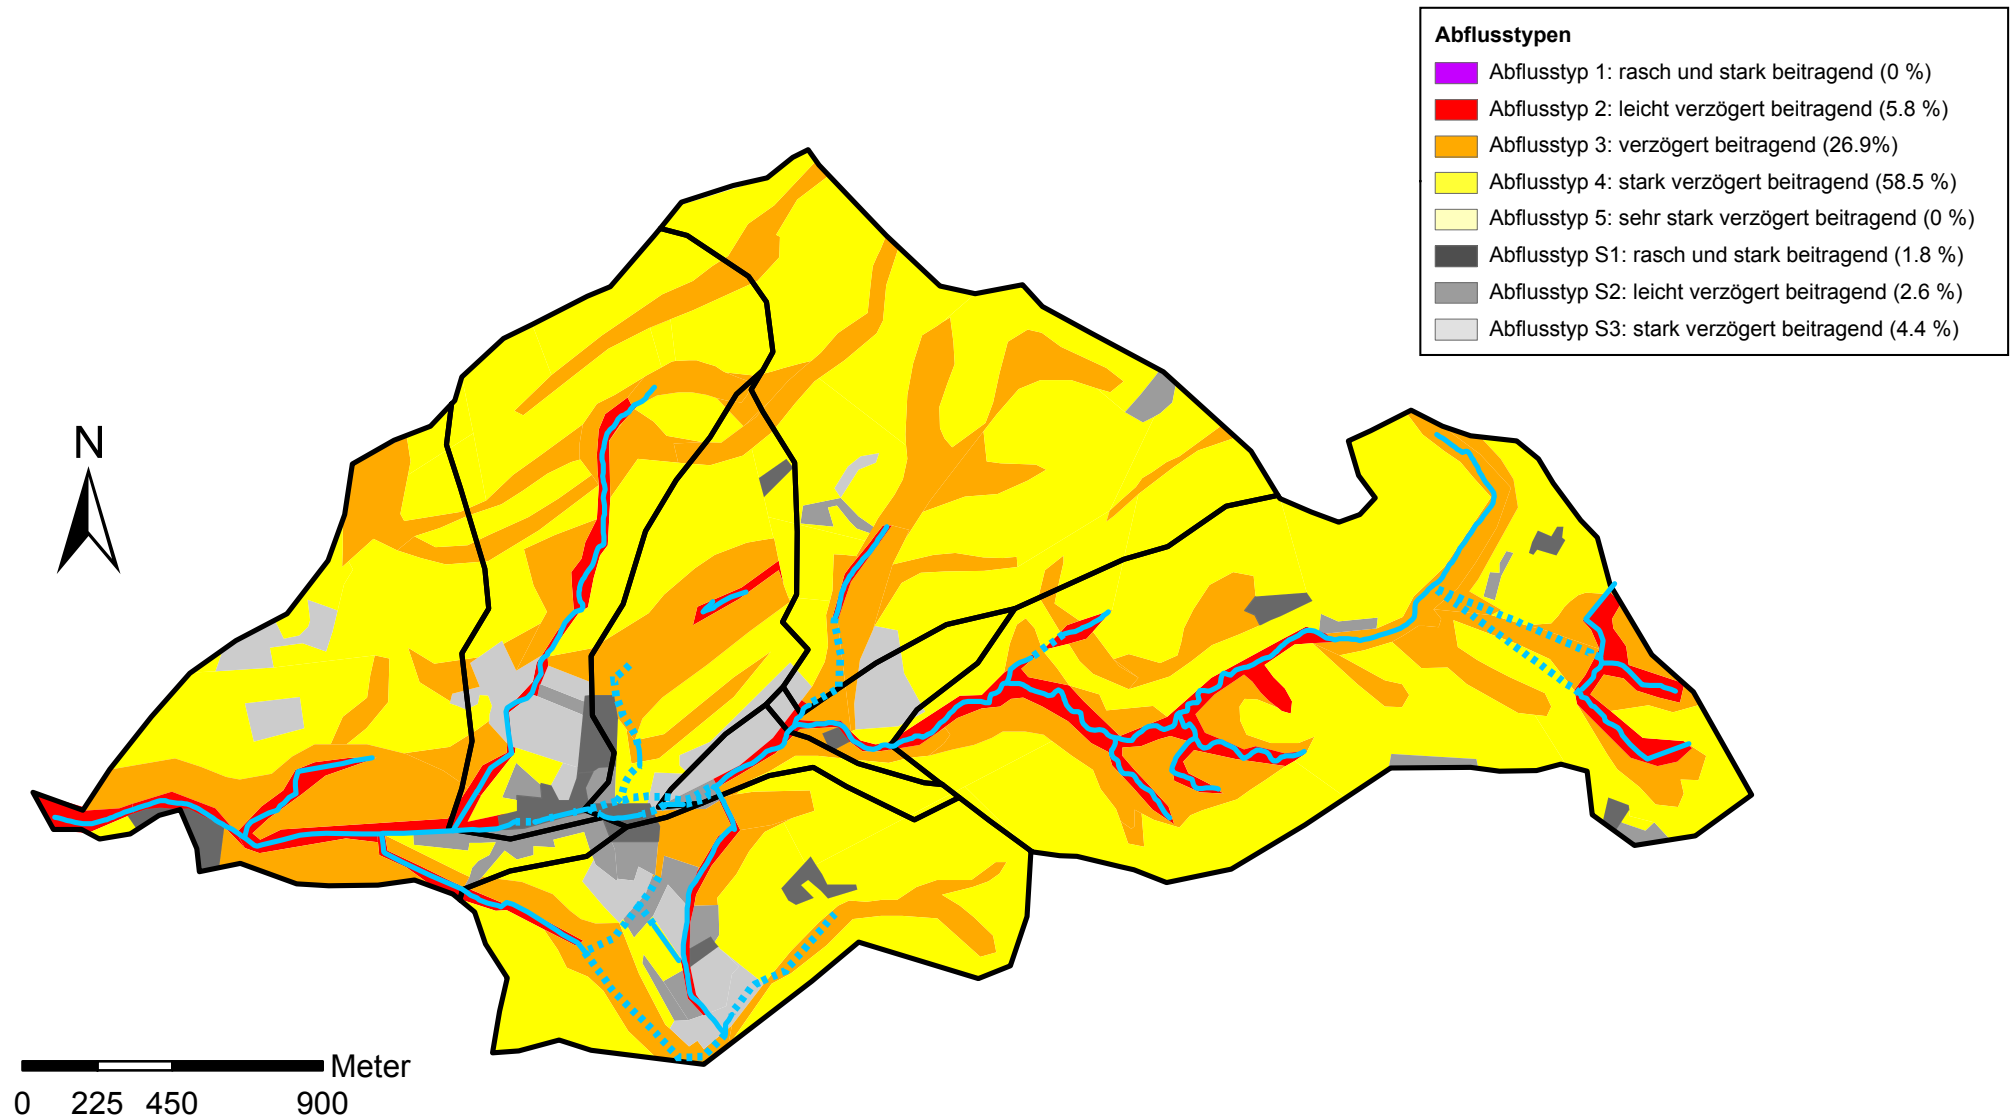 Abflusstypen
Abflusstyp 1: rasch und stark beitragend (0 %)
Abflusstyp 2: leicht verzögert beitragend (5.8 %)
Abflusstyp 3: verzögert beitragend (26.9%)
Abflusstyp 4: stark verzögert beitragend (58.5 %)
Abflusstyp 5: sehr stark verzögert beitragend (0 %)
Abflusstyp S1: rasch und stark beitragend (1.8 %)
Abflusstyp S2: leicht verzögert beitragend (2.6 %)
Abflusstyp S3: stark verzögert beitragend (4.4 %)
N
Meter
0 225 450 900